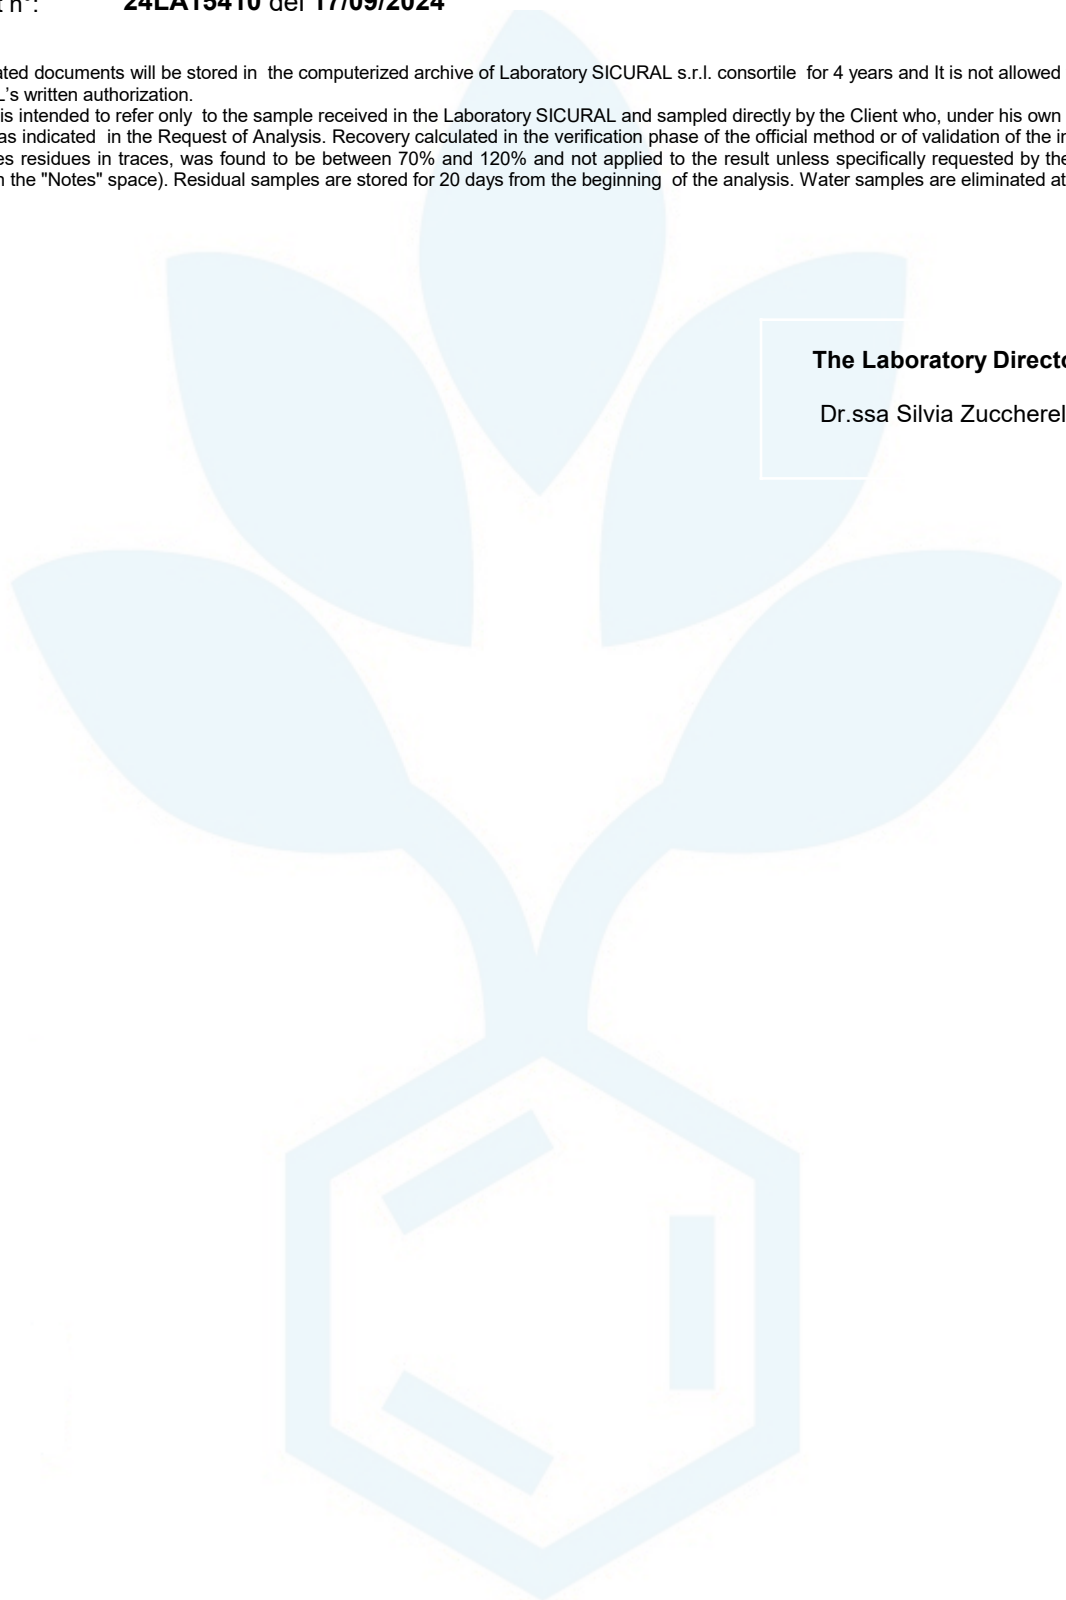 t n°: 24LA15410 del 17/09/2024
ated documents will be stored in the computerized archive of Laboratory SICURAL s.r.l. consortile for 4 years and It is not allowed
L’s written authorization.
is intended to refer only to the sample received in the Laboratory SICURAL and sampled directly by the Client who, under his own
as indicated in the Request of Analysis. Recovery calculated in the verification phase of the official method or of validation of the in
es residues in traces, was found to be between 70% and 120% and not applied to the result unless specifically requested by the
n the "Notes" space). Residual samples are stored for 20 days from the beginning of the analysis. Water samples are eliminated at
The Laboratory Directo
Dr.ssa Silvia Zuccherel